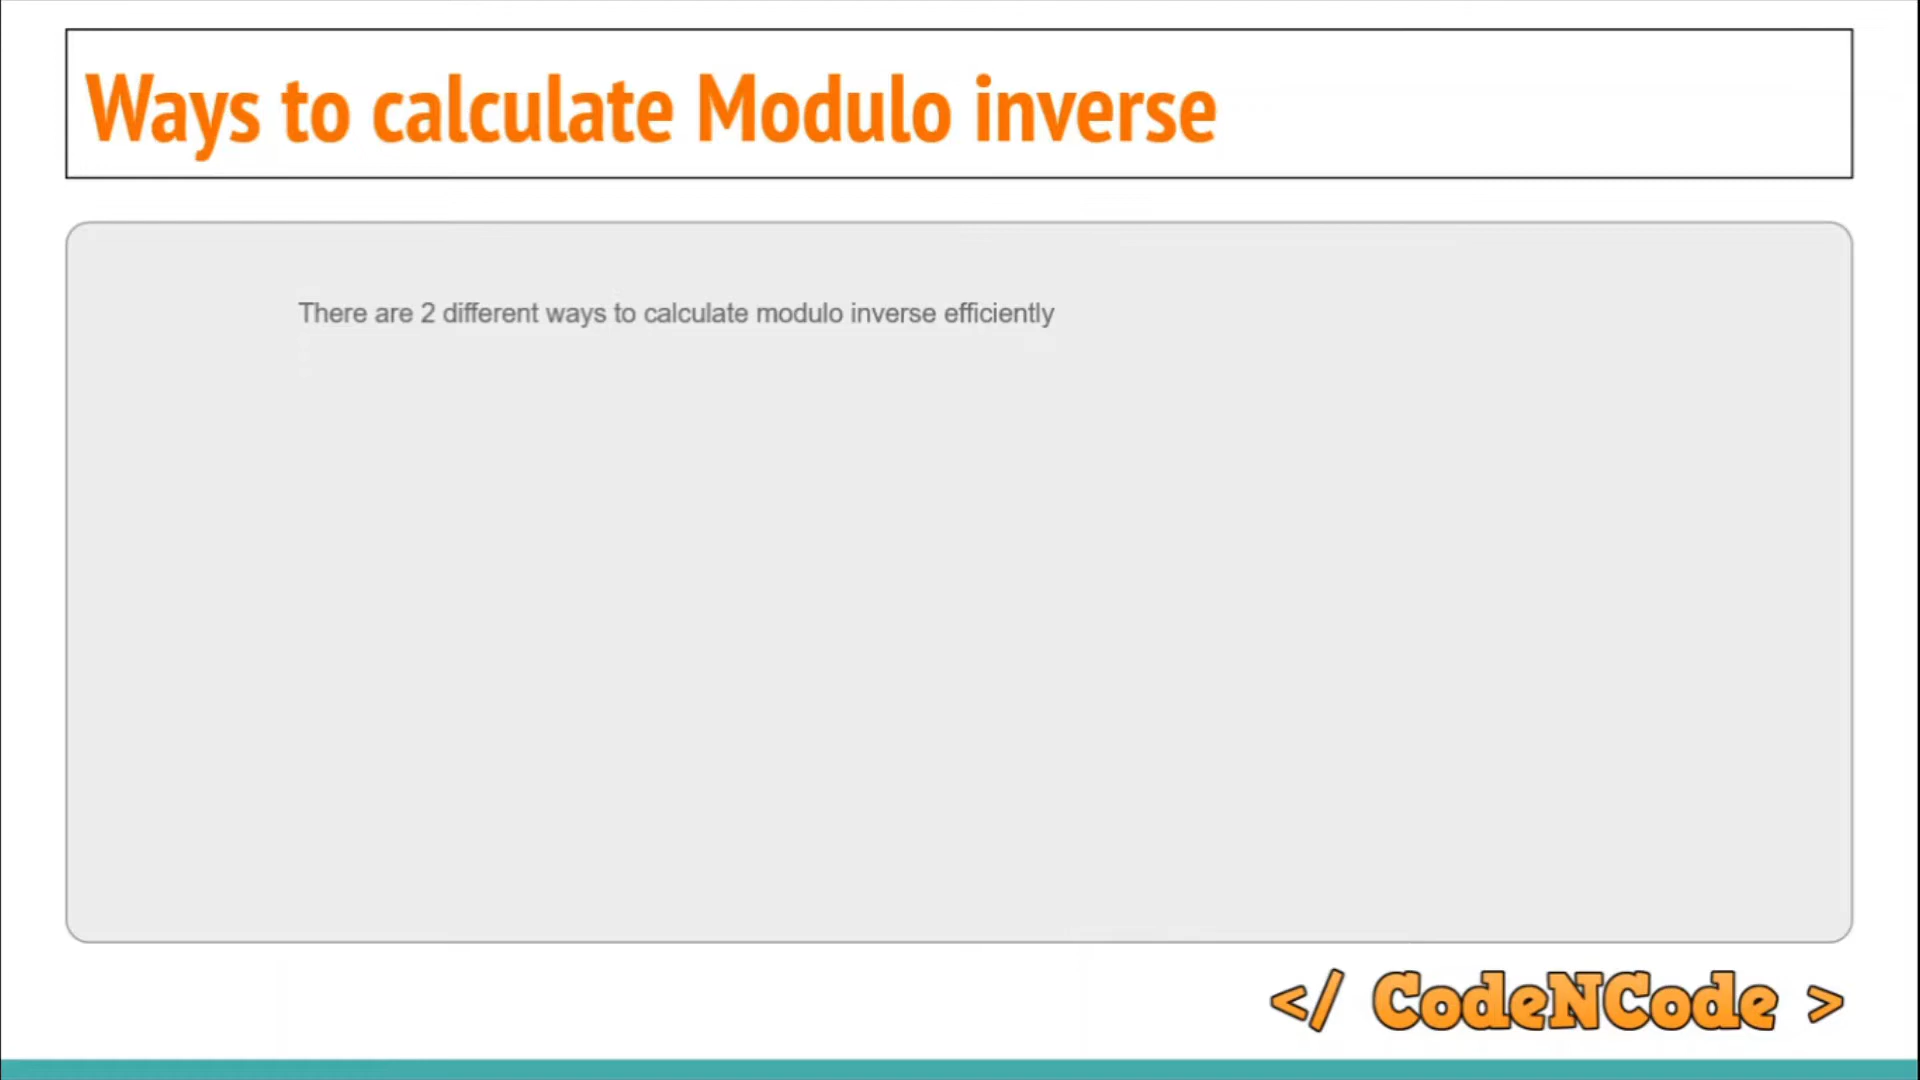 Ways to calculate Modulo inverse
There are 2 different ways to calculate modulo inverse efficiently
</ CodeNCode >